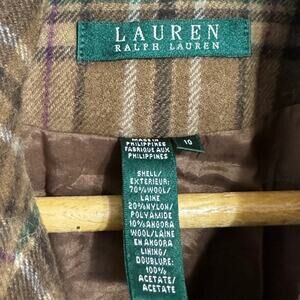 LAUREN
RALPH LAUREN
MADE IN
PHILIPPINES
FABRIQUE AUX
PHILIPPINES
10
SHELL/
EXTERIEUR:
70%WOOL/
LAINE
20%NYLON/
POLYAMIDE
10%ANGORA
WOOL/LAINE
EN ANGORA
LINING/
DOUBLURE:
100%
ACETATE/
ACETATE